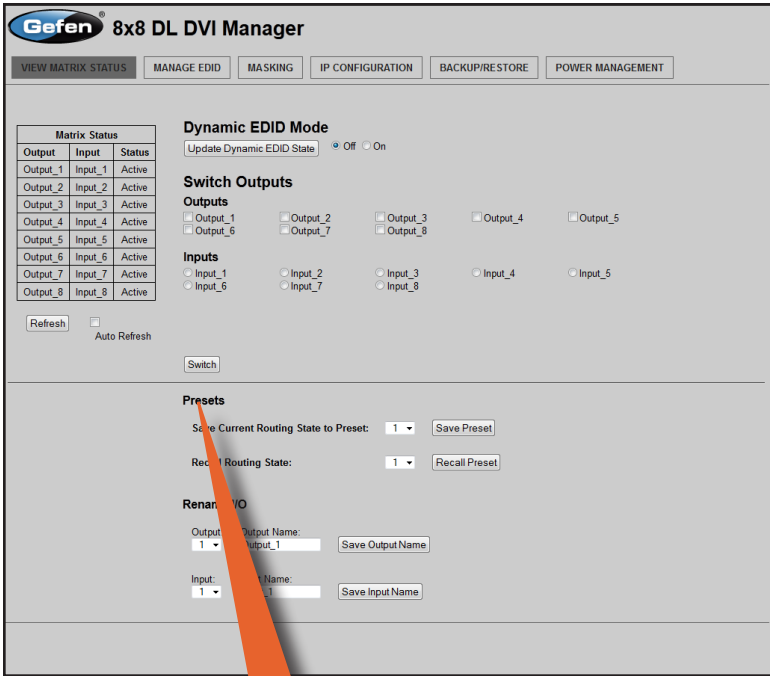 Gefen® 8x8 DL DVI Manager
VIEW MATRIX STATUS MANAGE EDID MASKING IP CONFIGURATION BACKUP/RESTORE POWER MANAGEMENT
Matrix Status
Output Input Status
Output_1 Input_1 Active
Output_2 Input_2 Active
Output_3 Input_3 Active
Output_4 Input_4 Active
Output_5 Input_5 Active
Output_6 Input_6 Active
Output_7 Input_7 Active
Output_8 Input_8 Active
Refresh
Auto Refresh
Dynamic EDID Mode
Update Dynamic EDID State Off On
Switch Outputs
Outputs
Output_1 Output_2 Output_3 Output_4 Output_5
Output_6 Output_7 Output_8
Inputs
Input_1 Input_2 Input_3 Input_4 Input_5
Input_6 Input_7 Input_8
Switch
Presets
Save Current Routing State to Preset: 1 Save Preset
Routing State: 1 Recall Preset
I/O
Output: Output Name:
1 Output_1 Save Output Name
Input: Name:
1 Save Input Name